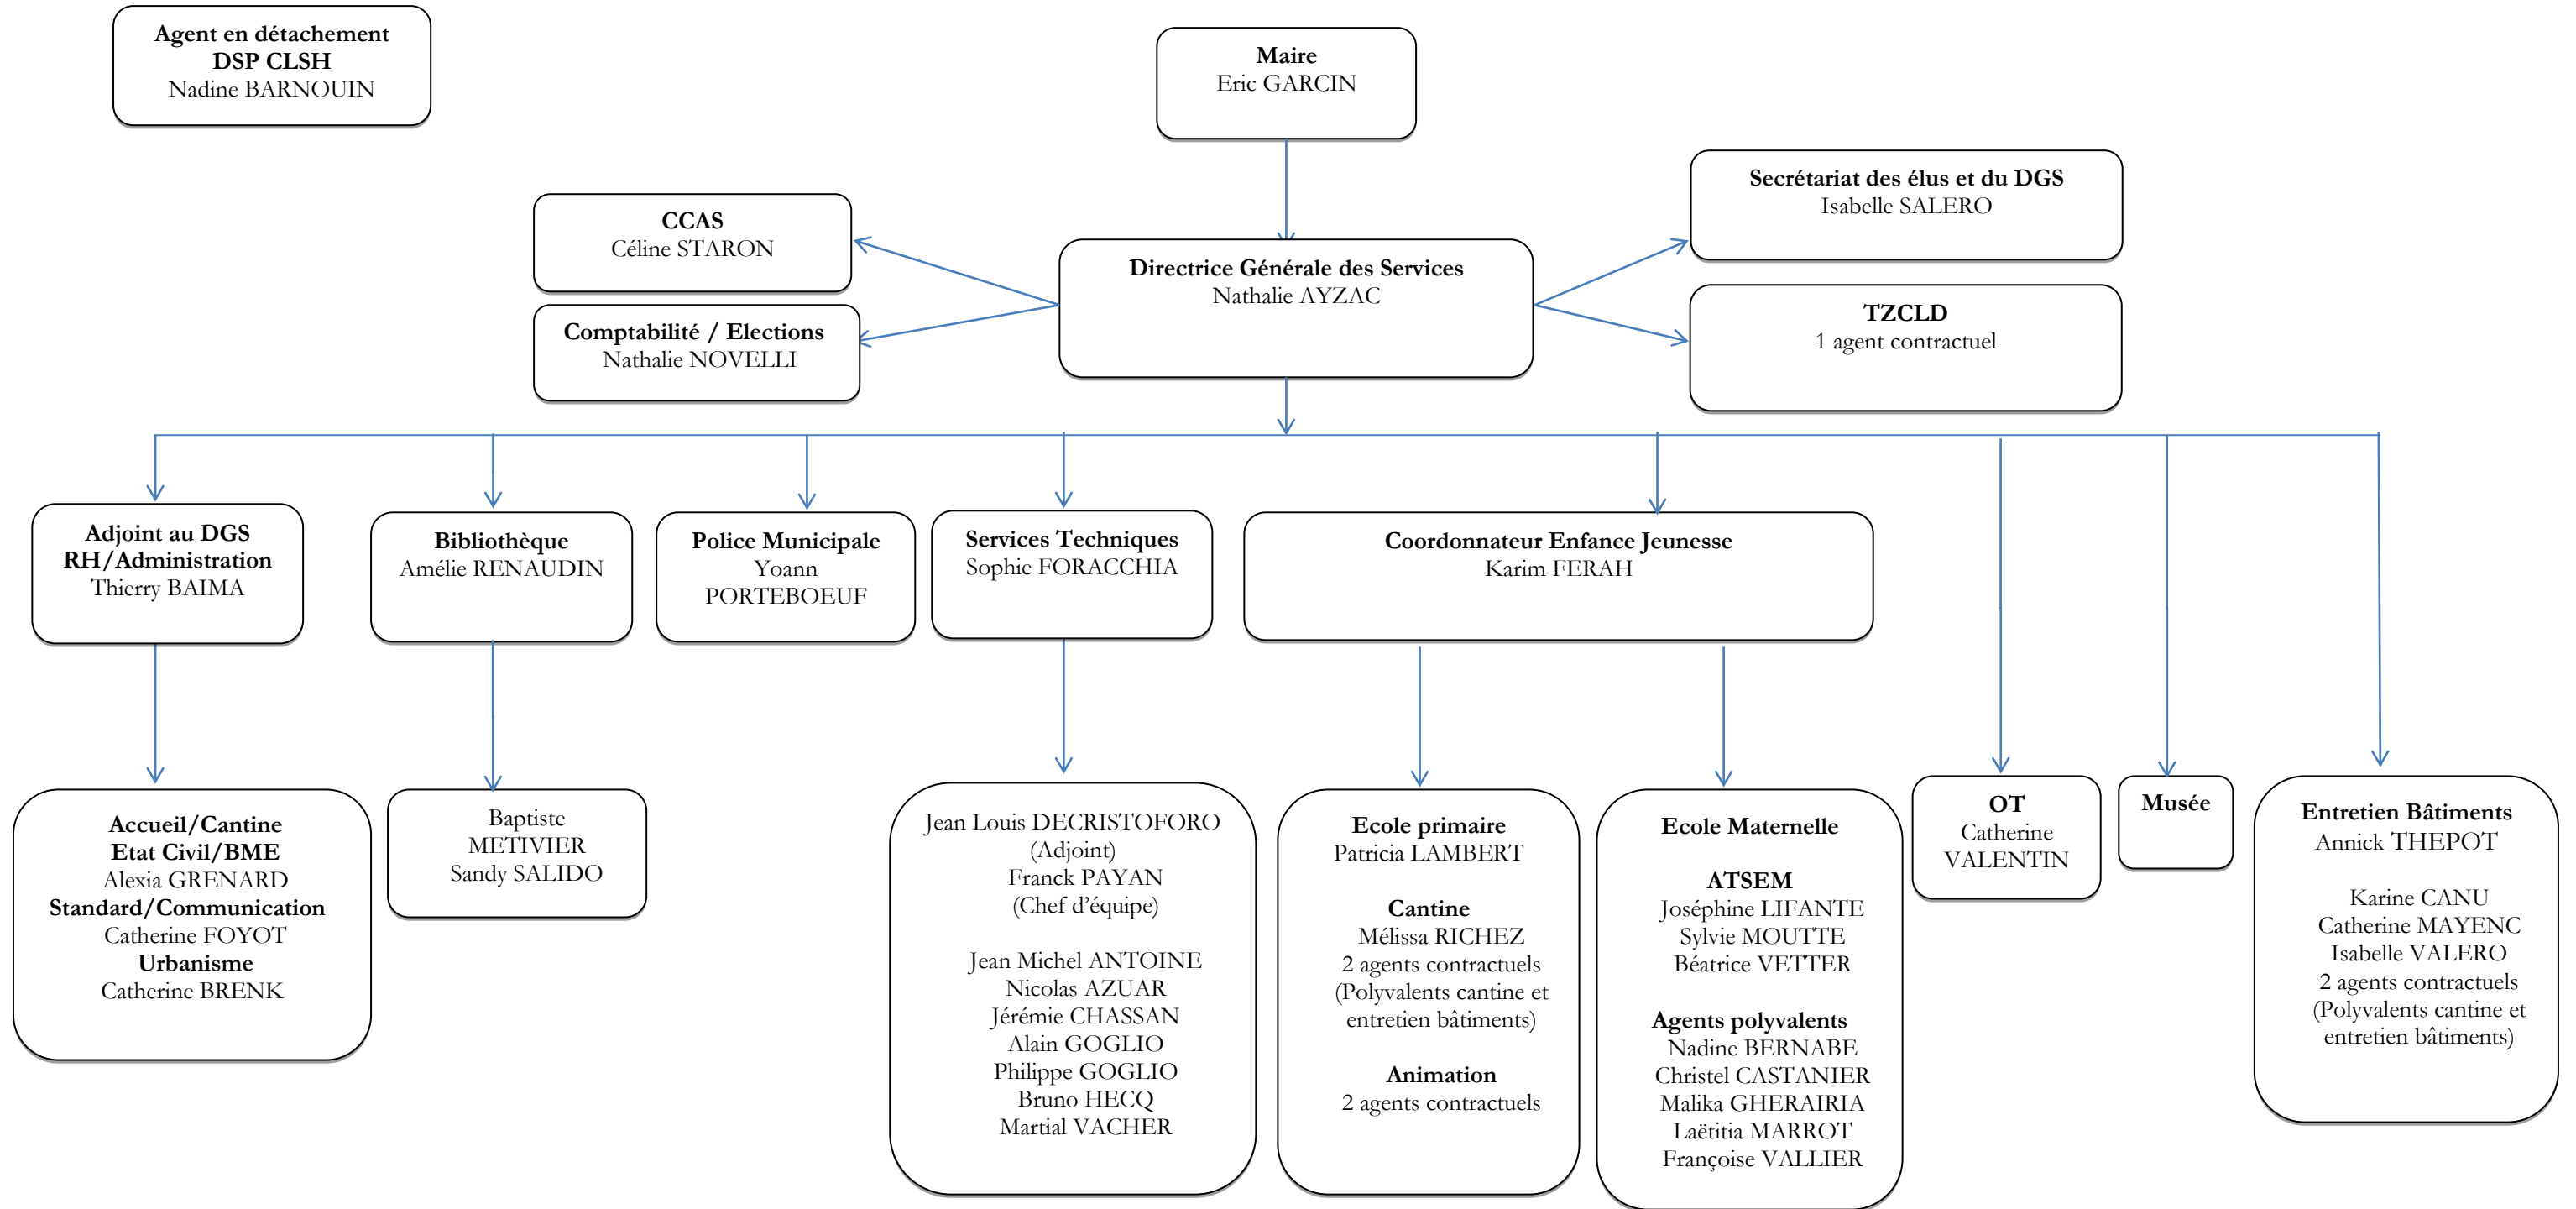 Agent en détachement
DSP CLSH
Nadine BARNOUIN
Maire
Eric GARCIN
Secrétariat des élus et du DGS
Isabelle SALERO
CCAS
Céline STARON
Directrice Générale des Services
Nathalie AYZAC
Comptabilité / Elections
Nathalie NOVELLI
TZCLD
1 agent contractuel
Adjoint au DGS
RH/Administration
Thierry BAIMA
Bibliothèque
Amélie RENAUDIN
Police Municipale
Yoann
PORTEBOEUF
Services Techniques
Sophie FORACCHIA
Coordonnateur Enfance Jeunesse
Karim FERAH
Accueil/Cantine
Etat Civil/BME
Alexia GRENARD
Standard/Communication
Catherine FOYOT
Urbanisme
Catherine BRENK
Baptiste
METIVIER
Sandy SALIDO
Jean Louis DECRISTOFORO
(Adjoint)
Franck PAYAN
(Chef d’équipe)
Jean Michel ANTOINE
Nicolas AZUAR
Jérémie CHASSAN
Alain GOGLIO
Philippe GOGLIO
Bruno HECQ
Martial VACHER
Ecole primaire
Patricia LAMBERT
Cantine
Mélissa RICHEZ
2 agents contractuels
(Polyvalents cantine et
entretien bâtiments)
Animation
2 agents contractuels
Ecole Maternelle
ATSEM
Joséphine LIFANTE
Sylvie MOUTTE
Béatrice VETTER
Agents polyvalents
Nadine BERNABE
Christel CASTANIER
Malika GHERAIRIA
Laëtitia MARROT
Françoise VALLIER
OT
Catherine
VALENTIN
Musée
Entretien Bâtiments
Annick THEPOT
Karine CANU
Catherine MAYENC
Isabelle VALERO
2 agents contractuels
(Polyvalents cantine et
entretien bâtiments)